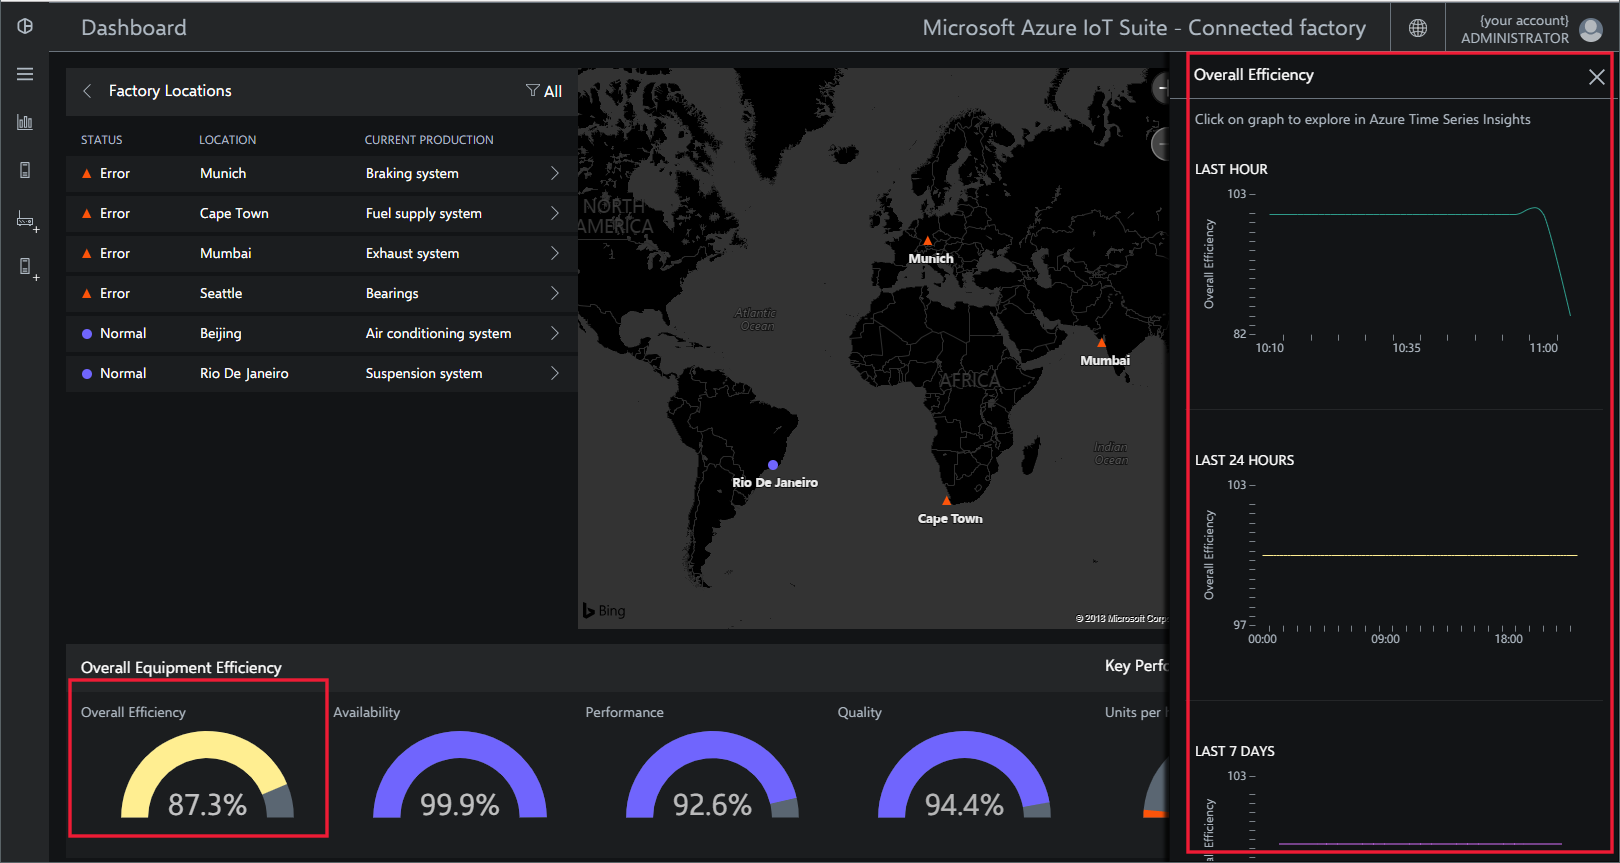 Dashboard
Microsoft Azure IoT Suite - Connected factory
{your account}
ADMINISTRATOR
Factory Locations
All
STATUS LOCATION CURRENT PRODUCTION
Error Munich Braking system
Error Cape Town Fuel supply system
Error Mumbai Exhaust system
Error Seattle Bearings
Normal Beijing Air conditioning system
Normal Rio De Janeiro Suspension system
NORTH
AMERICA
Atlantic
Ocean
AFRICA
Indian
Ocean
Munich
Mumbai
Rio De Janeiro
Cape Town
Bing
© 2018 Microsoft Corpo
Overall Equipment Efficiency
Key Perfo
Overall Efficiency
87.3%
Availability
99.9%
Performance
92.6%
Quality
94.4%
Units per
Overall Efficiency
Click on graph to explore in Azure Time Series Insights
LAST HOUR
103
Overall Efficiency
82
10:10 10:35 11:00
LAST 24 HOURS
103
Overall Efficiency
97
00:00 09:00 18:00
LAST 7 DAYS
103
all Efficiency